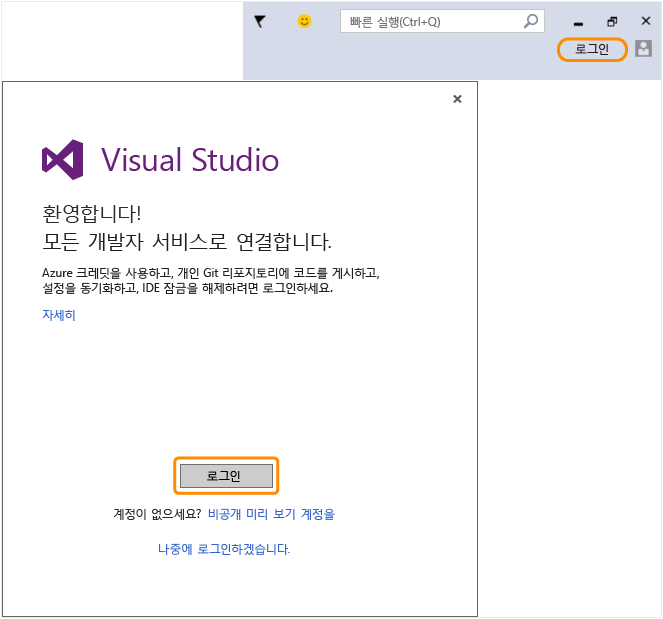 빠른 실행(Ctrl+Q)
로그인
Visual Studio
환영합니다!
모든 개발자 서비스로 연결합니다.
Azure 크레딧을 사용하고, 개인 Git 리포지토리에 코드를 게시하고,
설정을 동기화하고, IDE 잠금을 해제하려면 로그인하세요.
자세히
로그인
계정이 없으세요? 비공개 미리 보기 계정을
나중에 로그인하겠습니다.